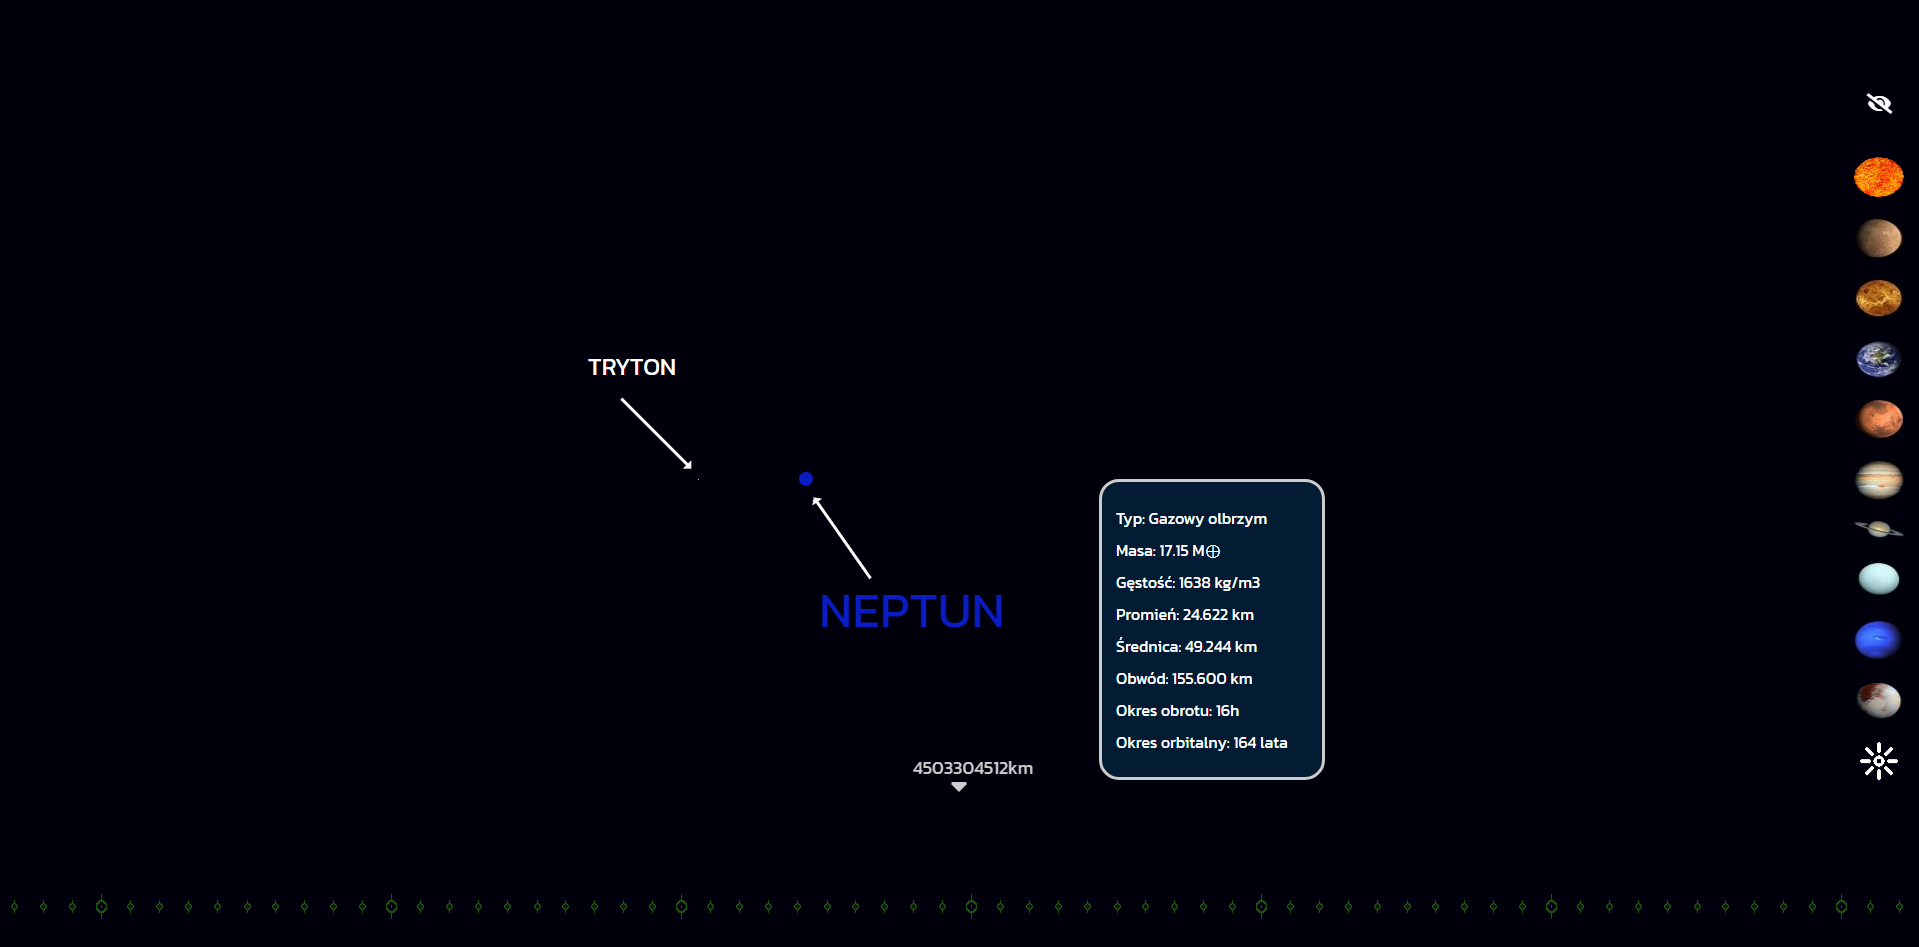 TRYTON
NEPTUN
Typ: Gazowy olbrzym
Masa: 17.15 M⊕
Gęstość: 1638 kg/m3
Promień: 24.622 km
Średnica: 49.244 km
Obwód: 155.600 km
Okres obrotu: 16h
Okres orbitalny: 164 lata
4503304512km